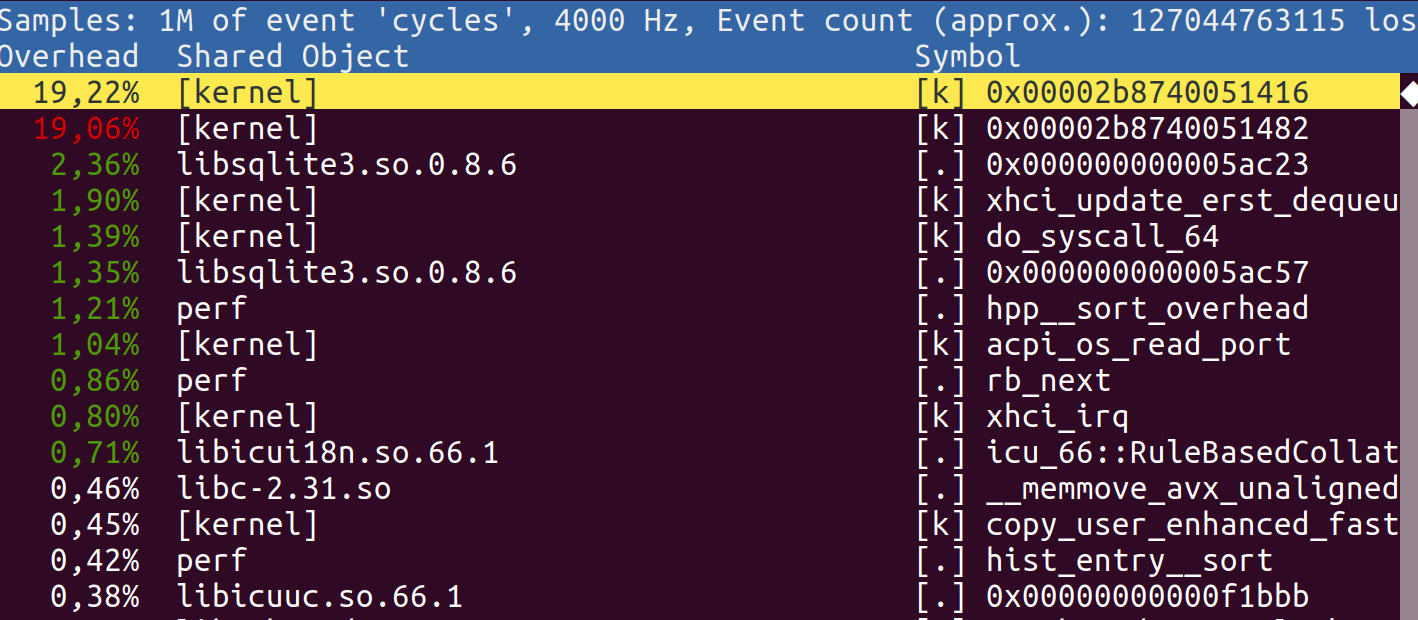 Samples: 1M of event 'cycles', 4000 Hz, Event count (approx.): 127044763115 los
Overhead Shared Object Symbol
19,22% [kernel] [k] 0x00002b8740051416
19,06% [kernel] [k] 0x00002b8740051482
2,36% libsqlite3.so.0.8.6 [.] 0x000000000005ac23
1,90% [kernel] [k] xhci_update_erst_dequeu
1,39% [kernel] [k] do_syscall_64
1,35% libsqlite3.so.0.8.6 [.] 0x000000000005ac57
1,21% perf [.] hpp__sort_overhead
1,04% [kernel] [k] acpi_os_read_port
0,86% perf [.] rb_next
0,80% [kernel] [k] xhci_irq
0,71% libicui18n.so.66.1 [.] icu_66::RuleBasedCollat
0,46% libc-2.31.so [.] __memmove_avx_unaligned
0,45% [kernel] [k] copy_user_enhanced_fast
0,42% perf [.] hist_entry__sort
0,38% libicuuc.so.66.1 [.] 0x00000000000f1bbb